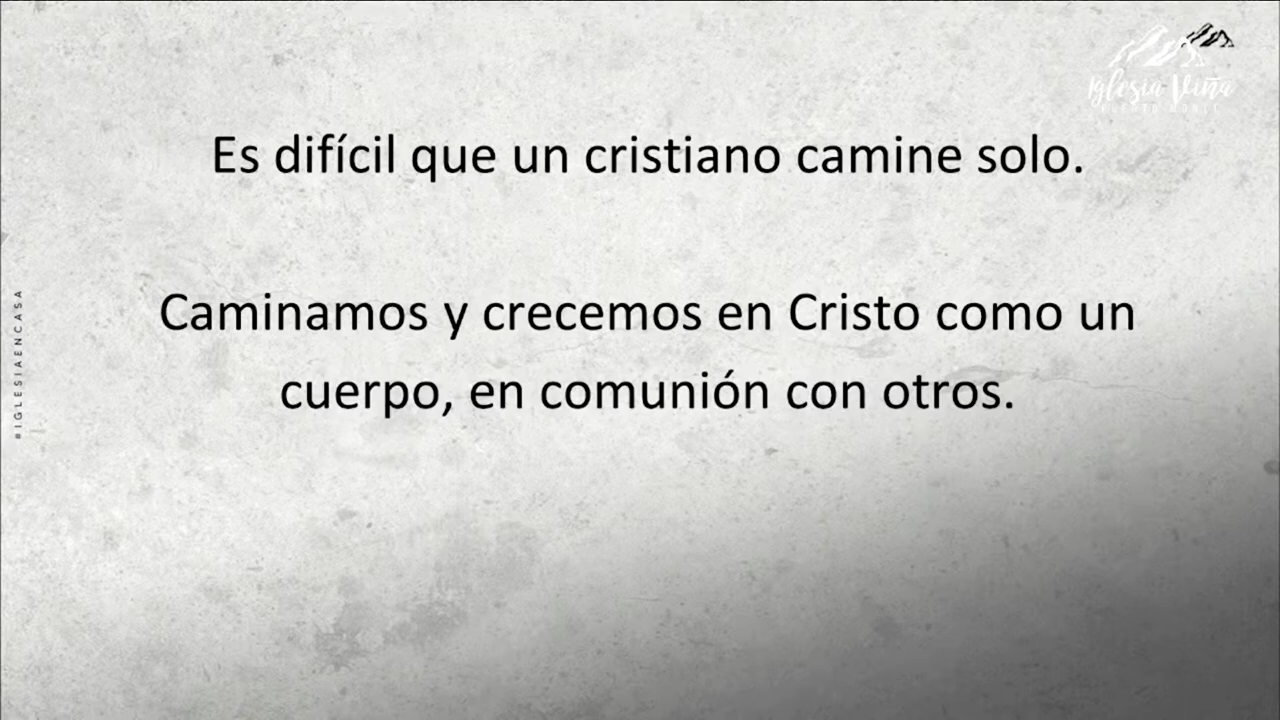 Iglesia Viña
Es difícil que un cristiano camine solo.
Caminamos y crecemos en Cristo como un
cuerpo, en comunión con otros.
#IGLESIAENCASA